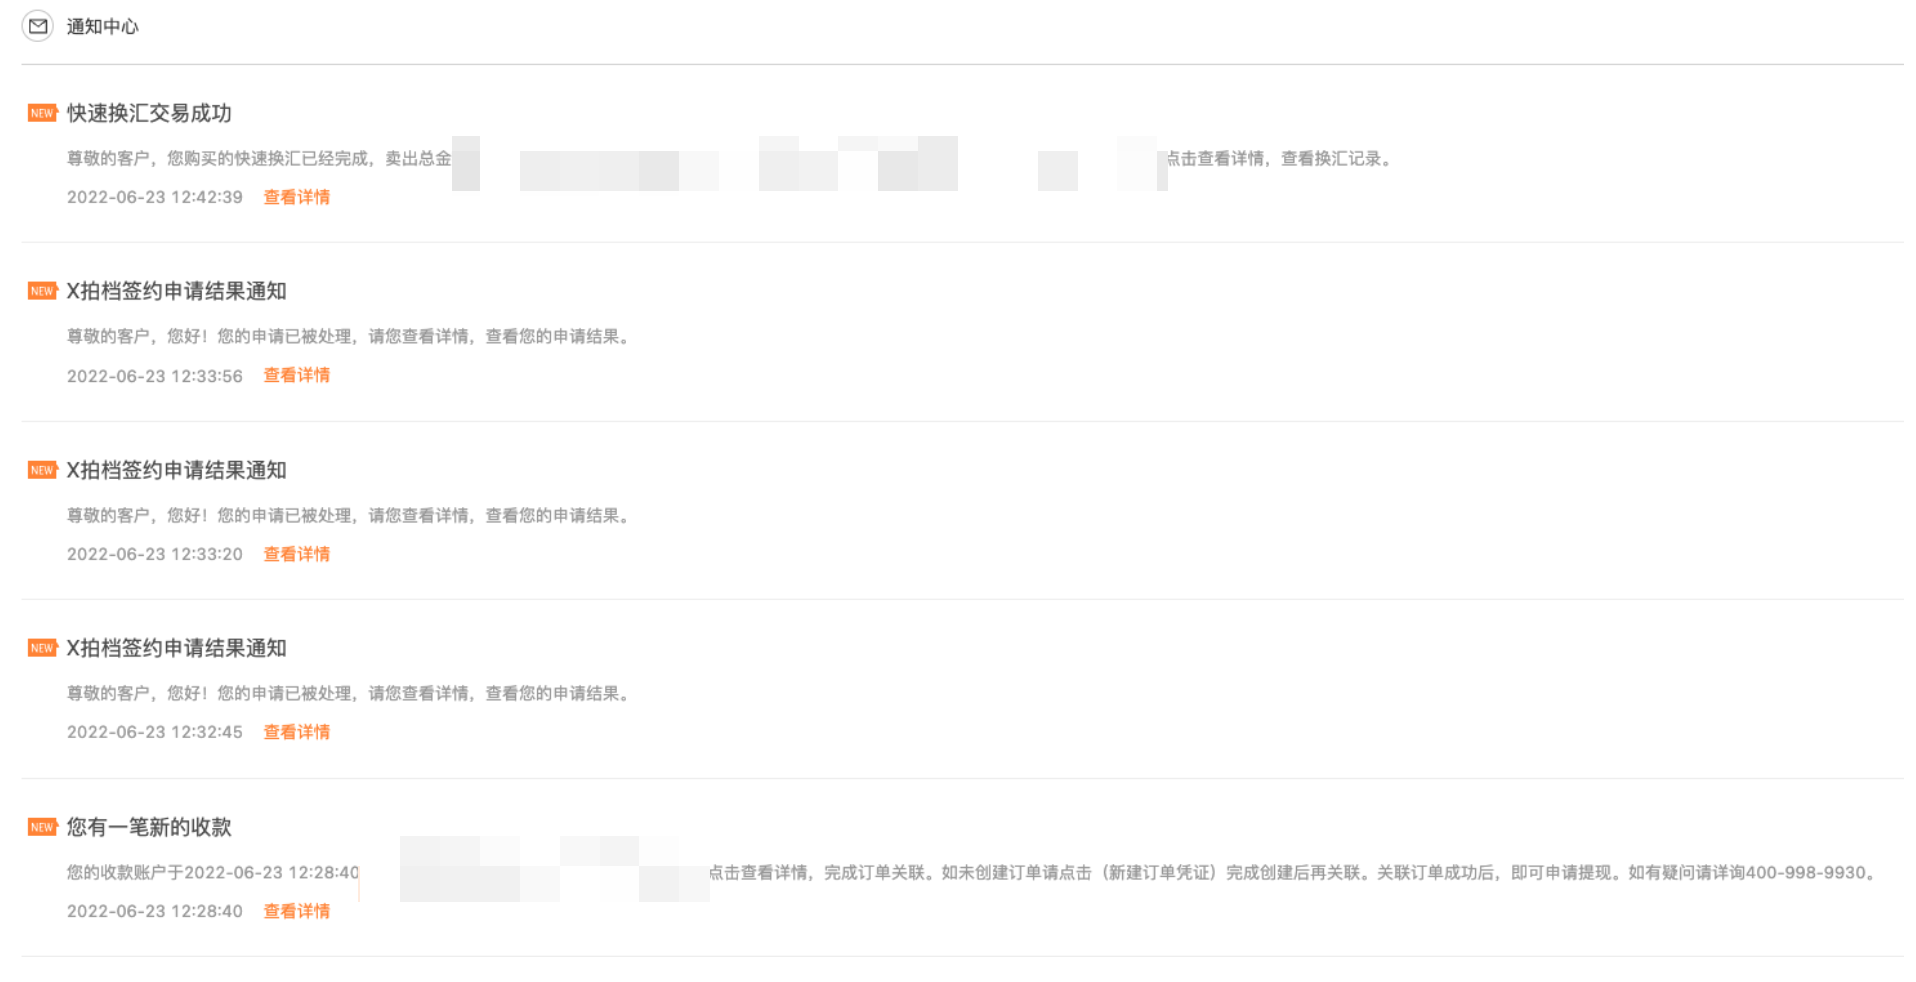 通知中心
NEW 快速换汇交易成功
尊敬的客户，您购买的快速换汇已经完成，卖出总金 点击查看详情，查看换汇记录。
2022-06-23 12:42:39 查看详情
NEW X拍档签约申请结果通知
尊敬的客户，您好！您的申请已被处理，请您查看详情，查看您的申请结果。
2022-06-23 12:33:56 查看详情
NEW X拍档签约申请结果通知
尊敬的客户，您好！您的申请已被处理，请您查看详情，查看您的申请结果。
2022-06-23 12:33:20 查看详情
NEW X拍档签约申请结果通知
尊敬的客户，您好！您的申请已被处理，请您查看详情，查看您的申请结果。
2022-06-23 12:32:45 查看详情
NEW 您有一笔新的收款
您的收款账户于2022-06-23 12:28:40 点击查看详情，完成订单关联。如未创建订单请点击（新建订单凭证）完成创建后再关联。关联订单成功后，即可申请提现。如有疑问请详询400-998-9930。
2022-06-23 12:28:40 查看详情